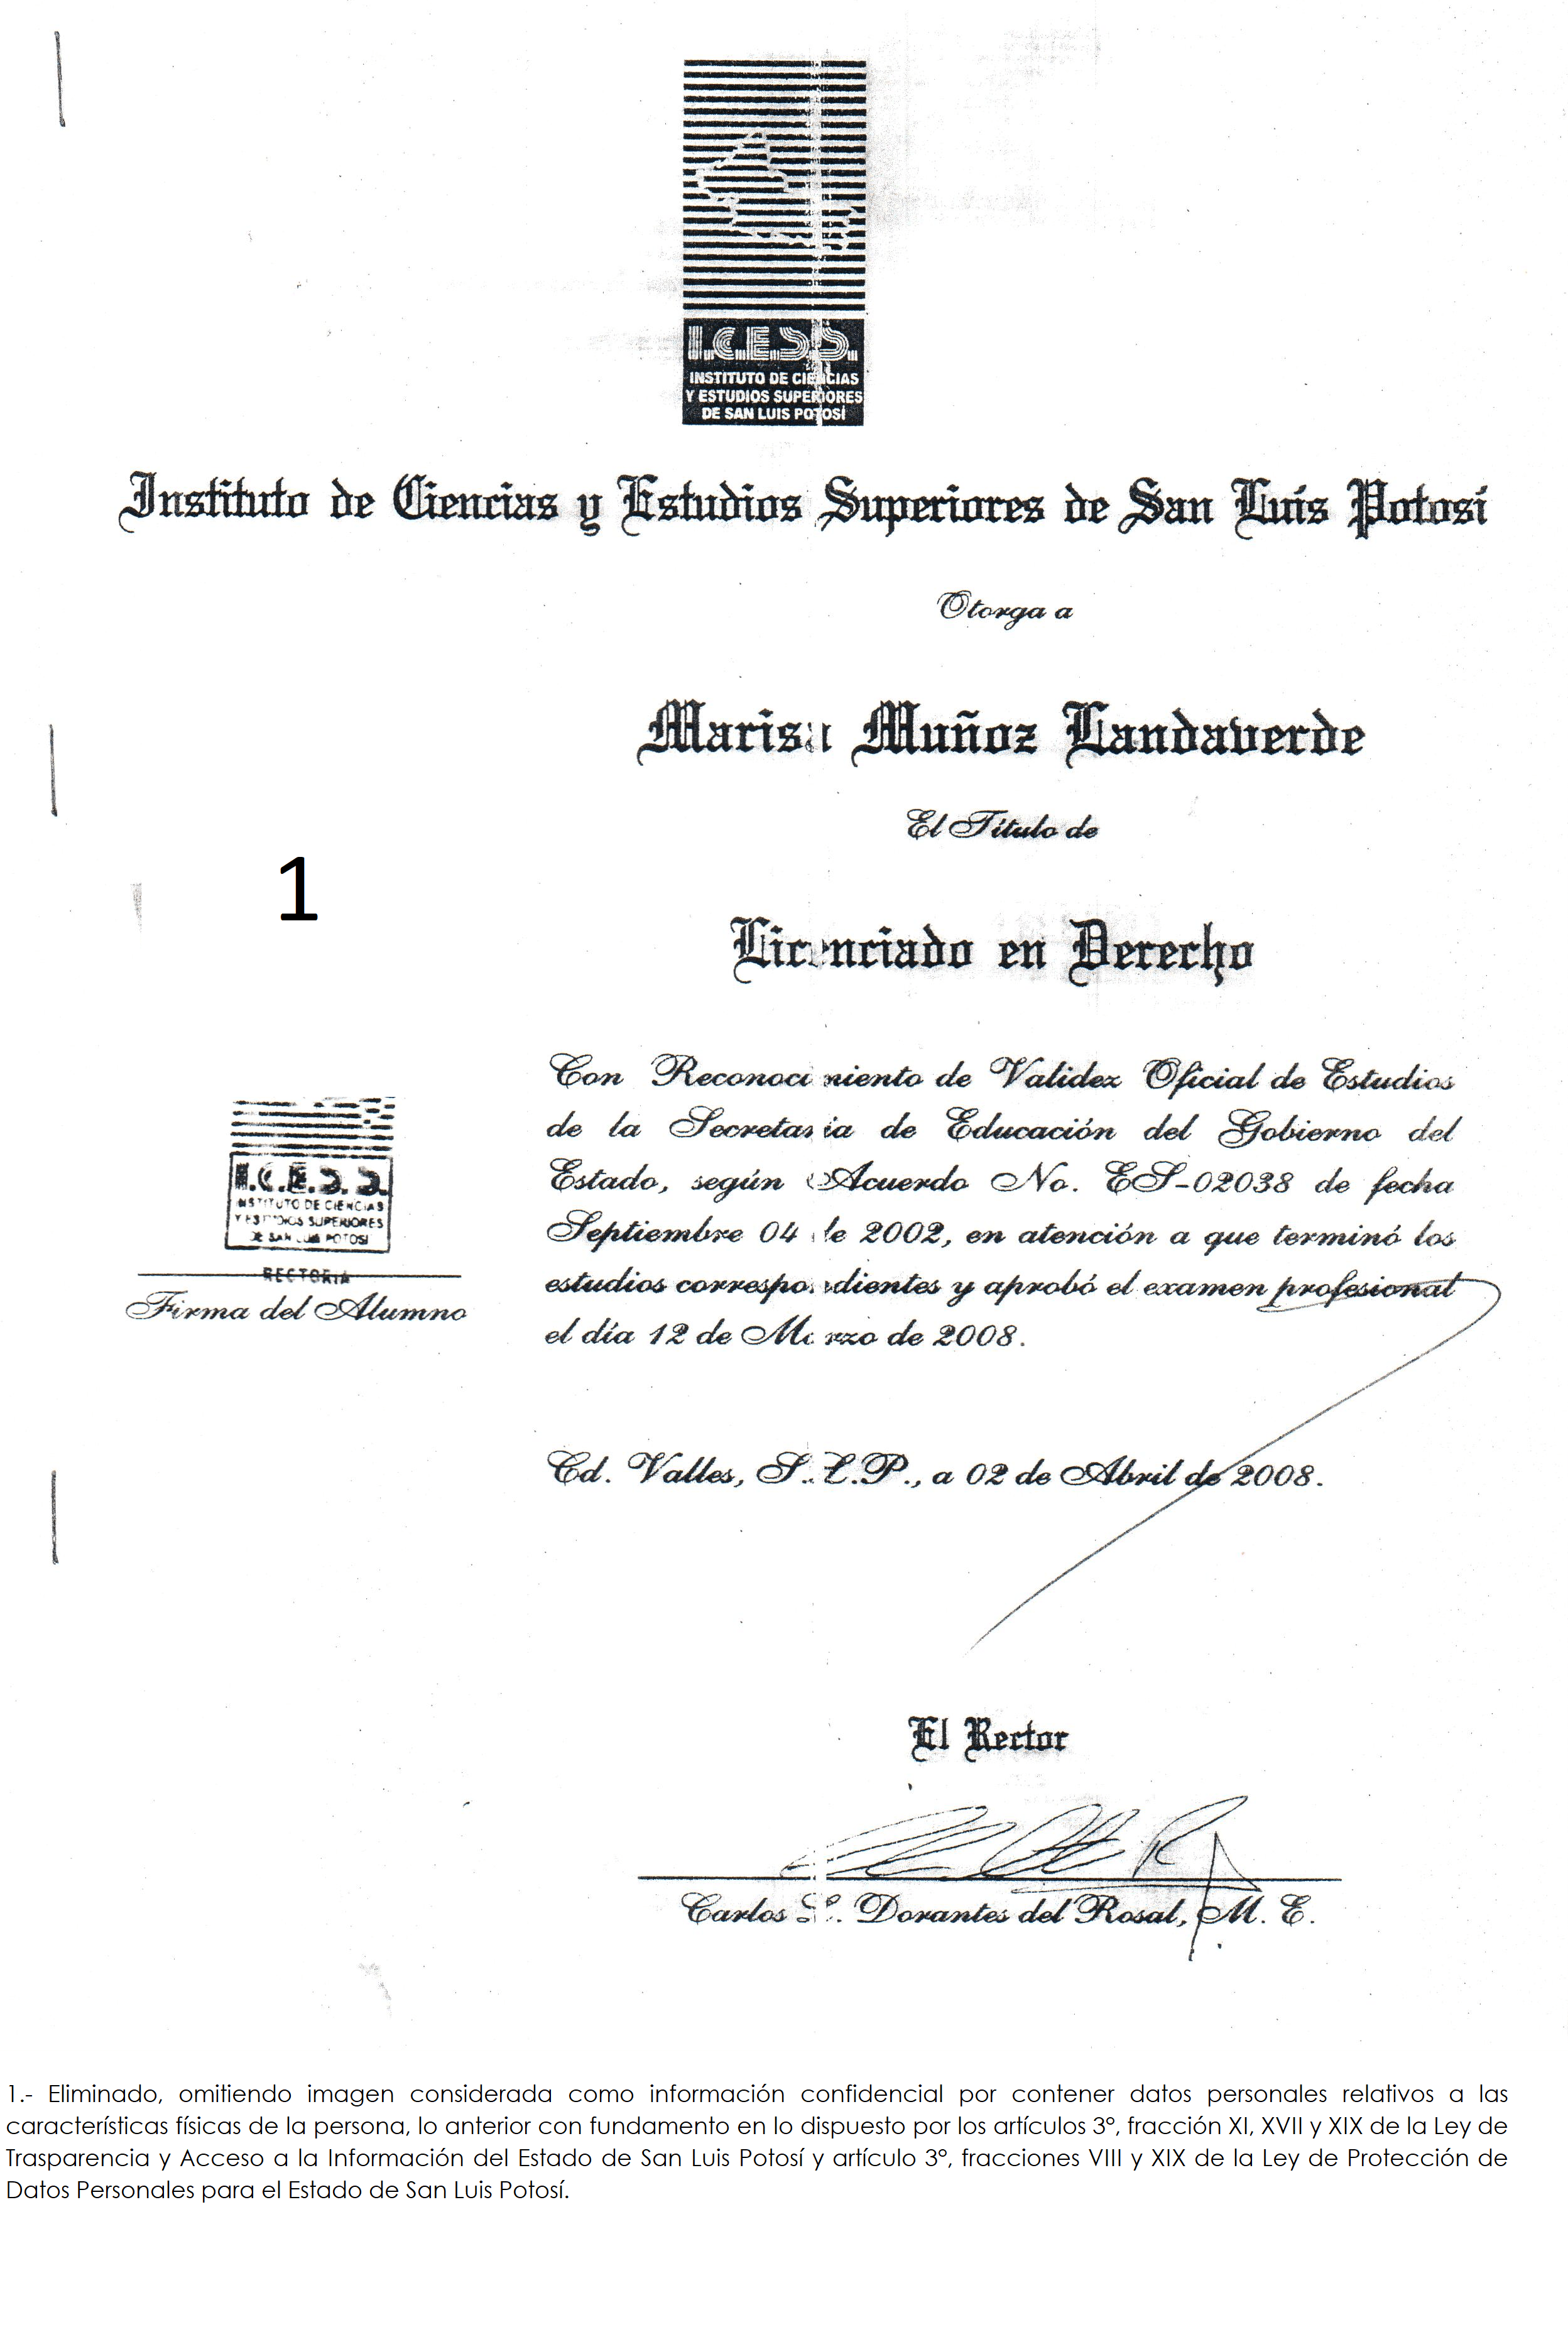 I.C.E.S.S.
INSTITUTO DE CIENCIAS
Y ESTUDIOS SUPERIORES
DE SAN LUIS POTOSÍ
Instituto de Ciencias y Estudios Superiores de San Luis Potosí
Otorga a
Marisa Muñoz Landaverde
El Título de
1
Licenciado en Derecho
Con Reconocimiento de Validez Oficial de Estudios
de la Secretaría de Educación del Gobierno del
Estado, según Acuerdo No. ES-02038 de fecha
Septiembre 04 de 2002, en atención a que terminó los
estudios correspondientes y aprobó el examen profesional
el día 12 de Marzo de 2008.
I.C.E.S.S.
INSTITUTO DE CIENCIAS
Y ESTUDIOS SUPERIORES
DE SAN LUIS POTOSI
RECTORIA
Firma del Alumno
Cd. Valles, S.L.P., a 02 de Abril de 2008.
El Rector
Carlos Dorantes del Rosal, M. E.
1.- Eliminado, omitiendo imagen considerada como información confidencial por contener datos personales relativos a las
características físicas de la persona, lo anterior con fundamento en lo dispuesto por los artículos 3°, fracción XI, XVII y XIX de la Ley de
Trasparencia y Acceso a la Información del Estado de San Luis Potosí y artículo 3°, fracciones VIII y XIX de la Ley de Protección de
Datos Personales para el Estado de San Luis Potosí.